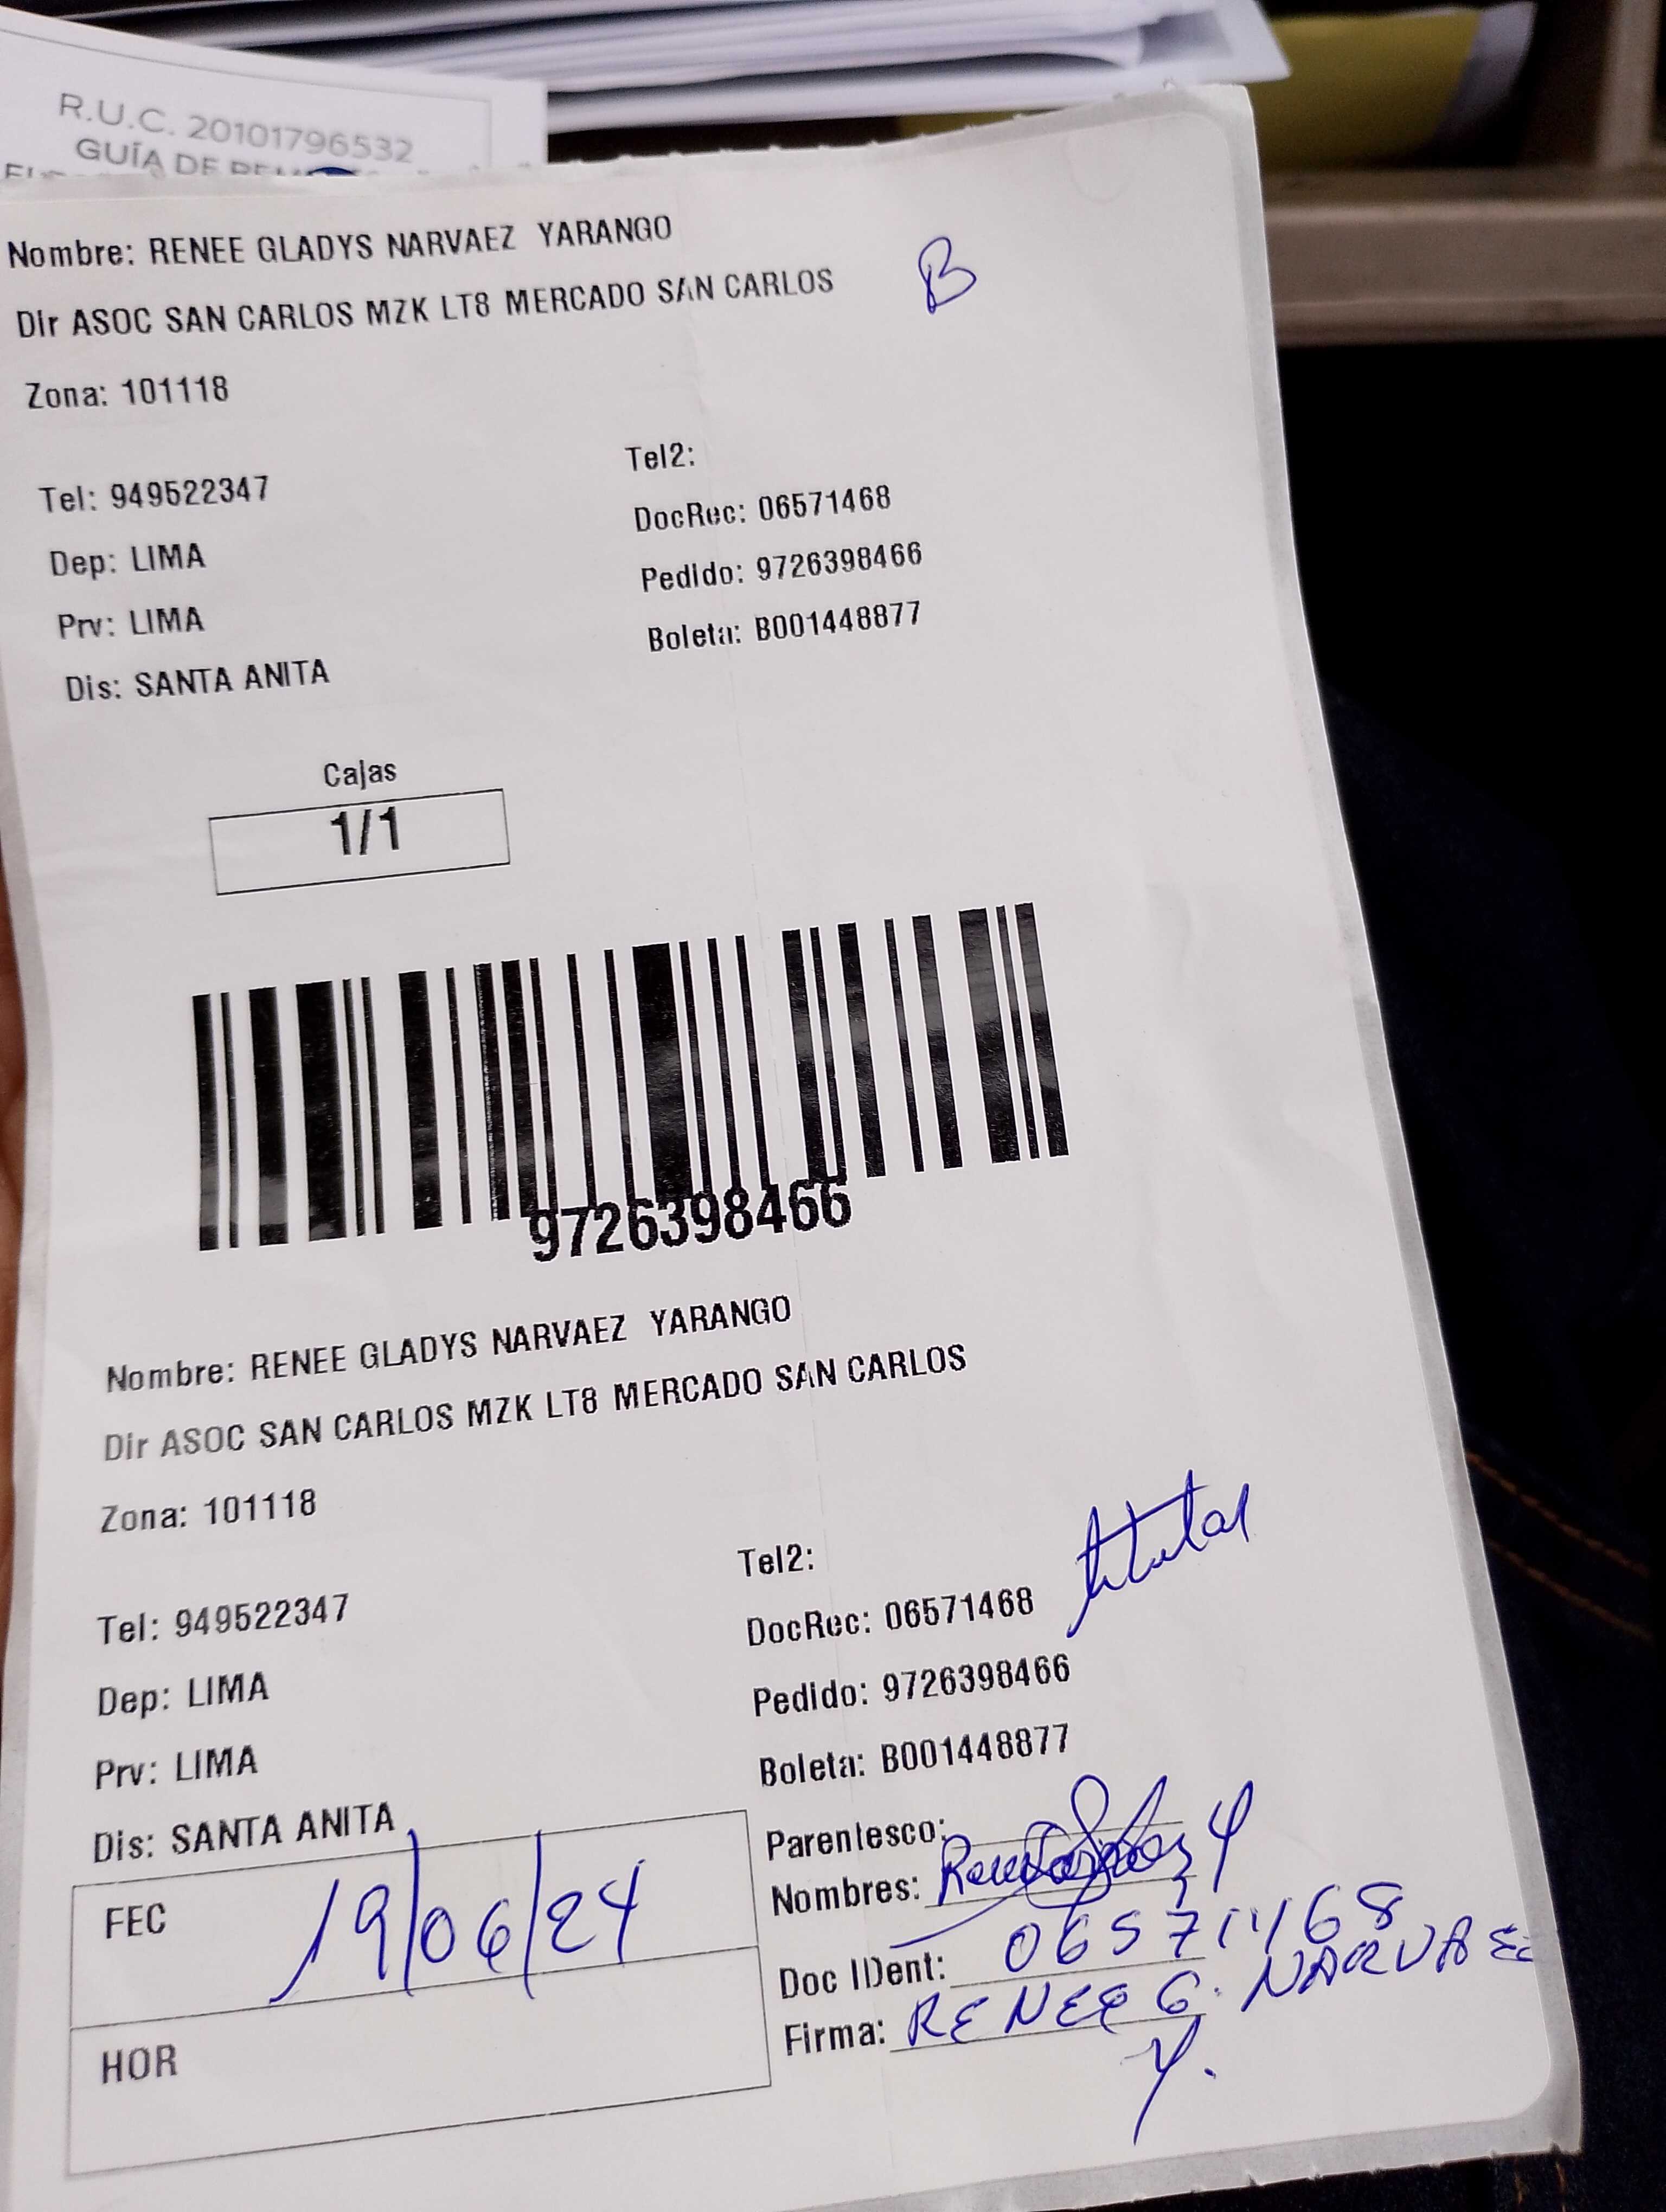 R.U.C. 20101796532
GUÍA DE
Nombre: RENEE GLADYS NARVAEZ YARANGO
B
Dir ASOC SAN CARLOS MZK LT8 MERCADO SAN CARLOS
Zona: 101118
Tel2:
Tel: 949522347
DocRec: 06571468
Dep: LIMA
Pedido: 9726398466
Prv: LIMA
Boleta: B001448877
Dis: SANTA ANITA
Cajas
1/1
9726398466
Nombre: RENEE GLADYS NARVAEZ YARANGO
Dir ASOC SAN CARLOS MZK LT8 MERCADO SAN CARLOS
Zona: 101118
Tel2:
titular
Tel: 949522347
DocRec: 06571468
Dep: LIMA
Pedido: 9726398466
Prv: LIMA
Boleta: B001448877
Dis: SANTA ANITA
Parentesco:
Nombres:
FEC 19/06/24
Doc IDent: 06571468
Firma: RENEE G. NARVAEZ
Y.
HOR